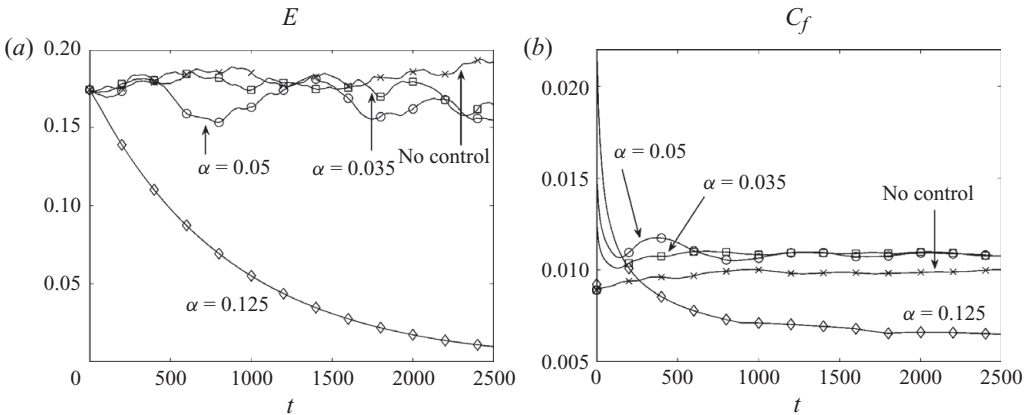 E
(a)
0.20
0.15
0.10
0.05
0
500
1000
1500
2000
2500
t
α = 0.05
α = 0.035
No control
α = 0.125
C_f
(b)
0.020
0.015
0.010
0.005
0
500
1000
1500
2000
2500
t
α = 0.05
α = 0.035
No control
α = 0.125